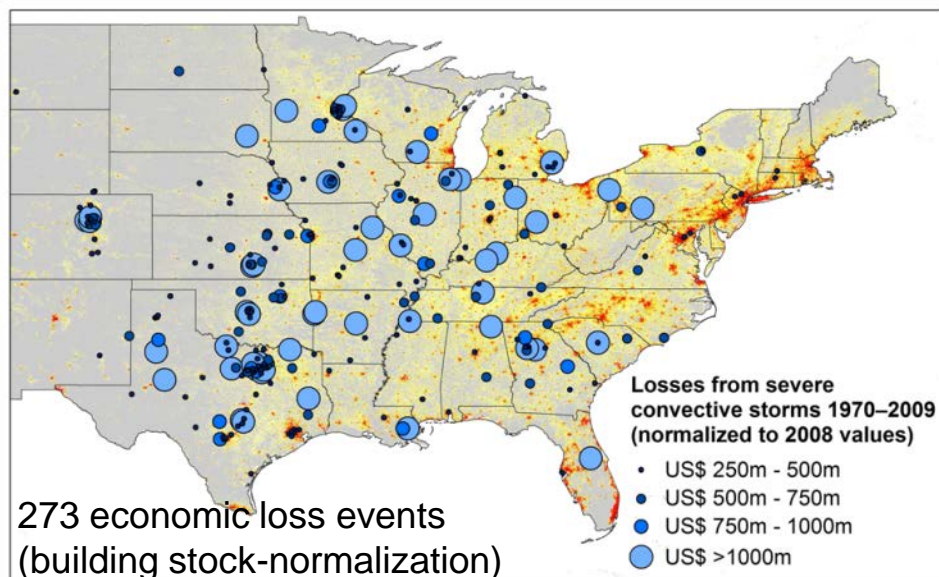 Losses from severe
convective storms 1970–2009
(normalized to 2008 values)
US$ 250m - 500m
US$ 500m - 750m
US$ 750m - 1000m
US$ >1000m
273 economic loss events
(building stock-normalization)